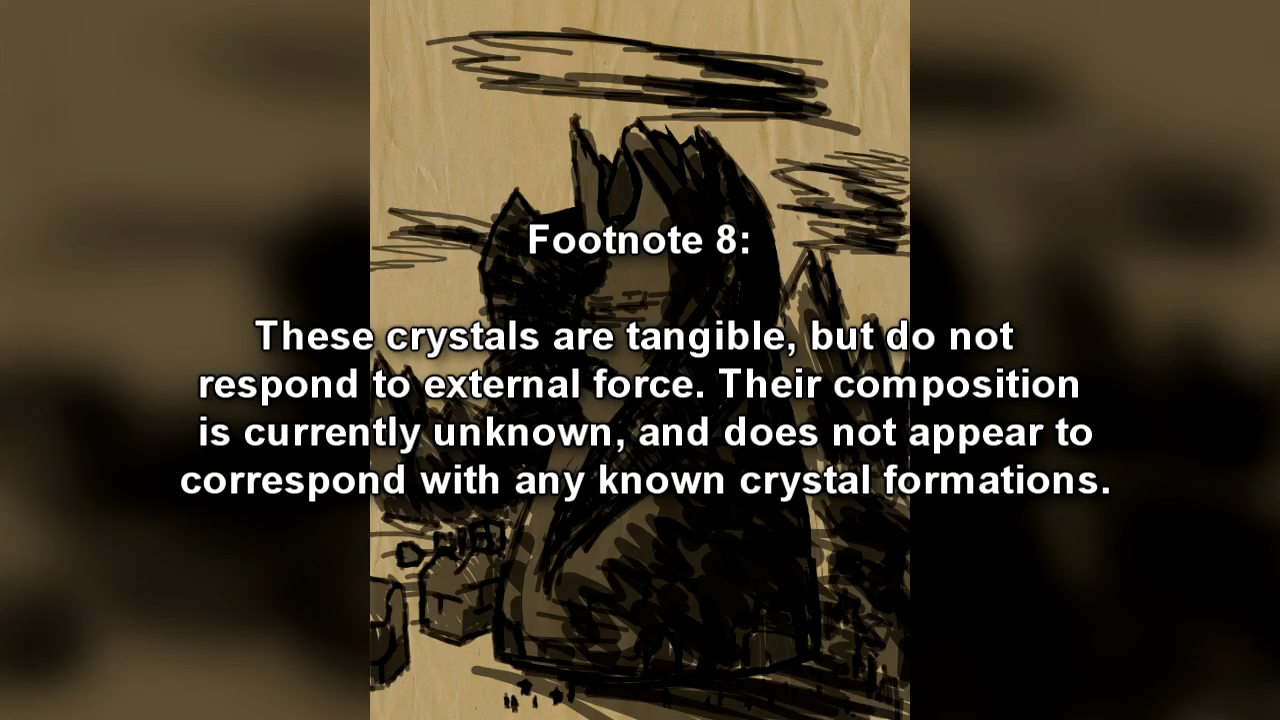 Footnote 8:
These crystals are tangible, but do not
respond to external force. Their composition
is currently unknown, and does not appear to
correspond with any known crystal formations.